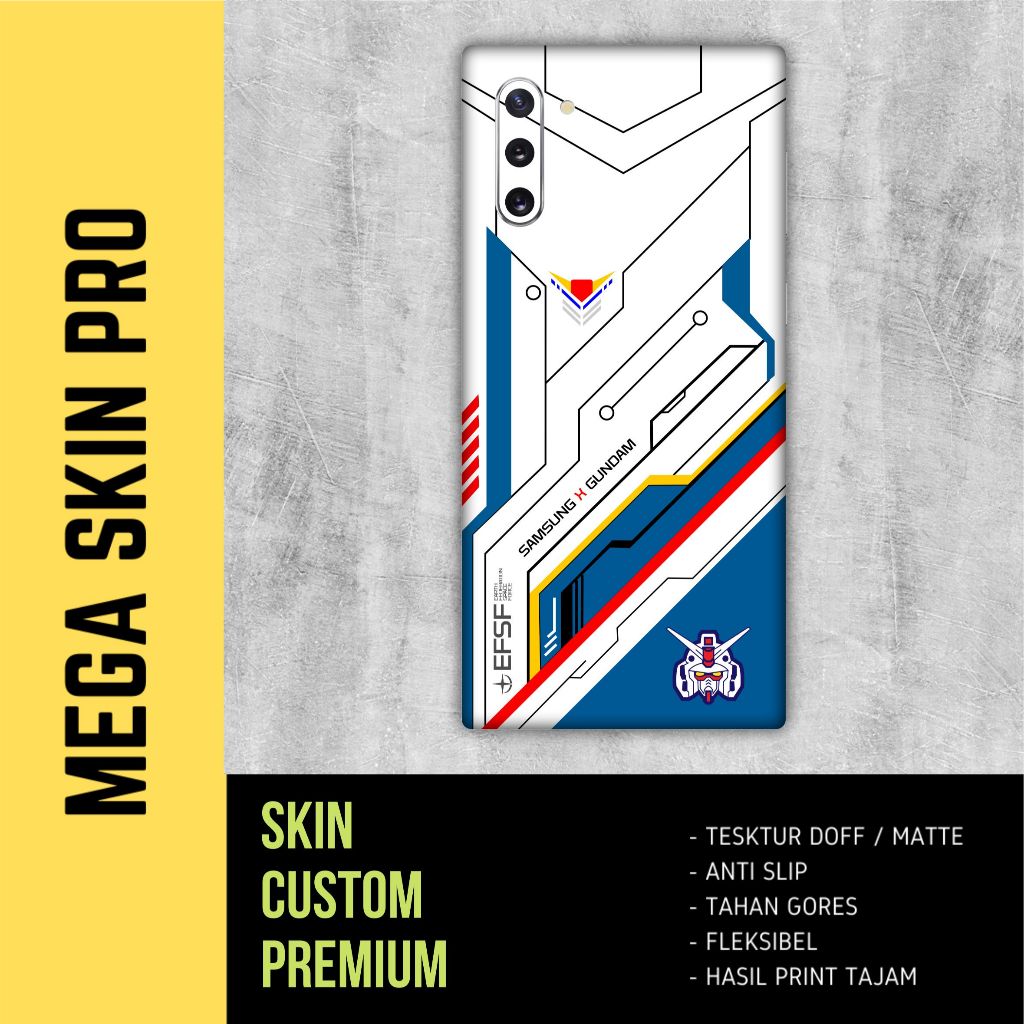 MEGA SKIN PRO
SAMSUNG X GUNDAM
EFSF
SKIN
CUSTOM
PREMIUM
- TESKTUR DOFF / MATTE
- ANTI SLIP
- TAHAN GORES
- FLEKSIBEL
- HASIL PRINT TAJAM